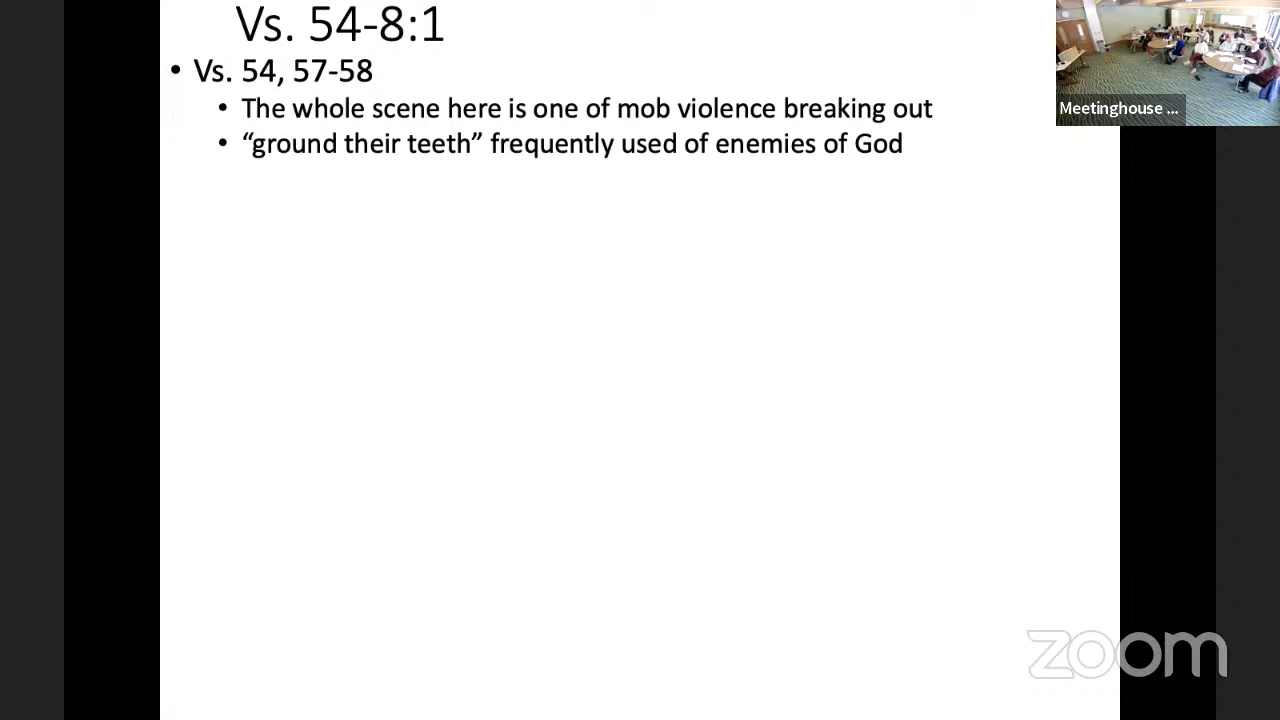 Vs. 54-8:1
• Vs. 54, 57-58
• The whole scene here is one of mob violence breaking out
• “ground their teeth” frequently used of enemies of God
Meetinghouse ...
zoom